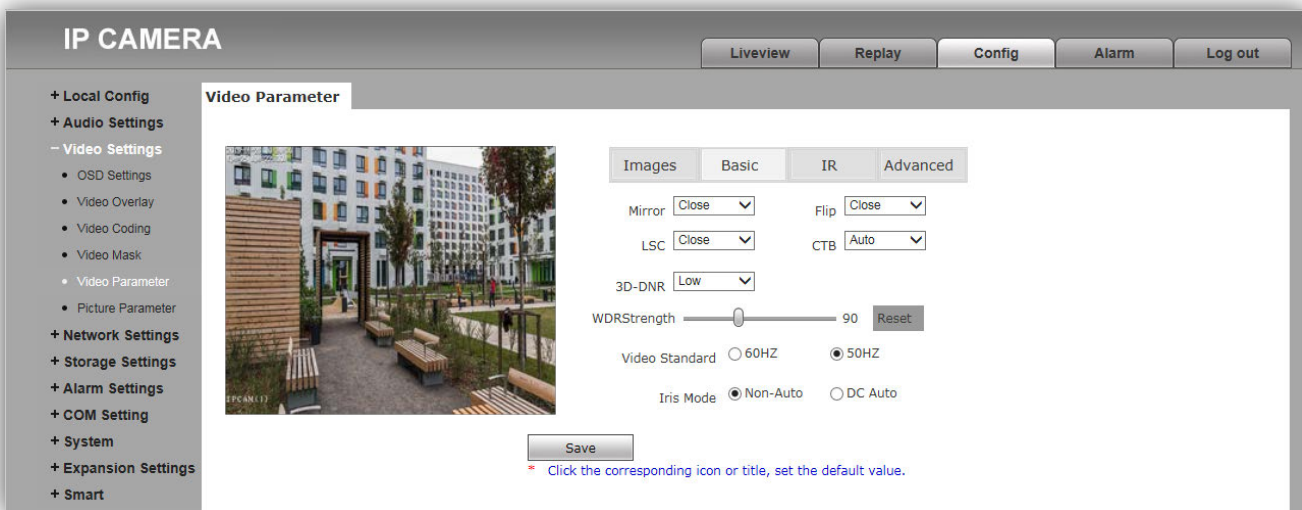 IP CAMERA
Liveview Replay Config Alarm Log out
+ Local Config
+ Audio Settings
− Video Settings
• OSD Settings
• Video Overlay
• Video Coding
• Video Mask
• Video Parameter
• Picture Parameter
+ Network Settings
+ Storage Settings
+ Alarm Settings
+ COM Setting
+ System
+ Expansion Settings
+ Smart
Video Parameter
IPCAM(1)
Images Basic IR Advanced
Mirror Close Flip Close
LSC Close CTB Auto
3D-DNR Low
WDRStrength 90 Reset
Video Standard 60HZ 50HZ
Iris Mode Non-Auto DC Auto
Save
* Click the corresponding icon or title, set the default value.